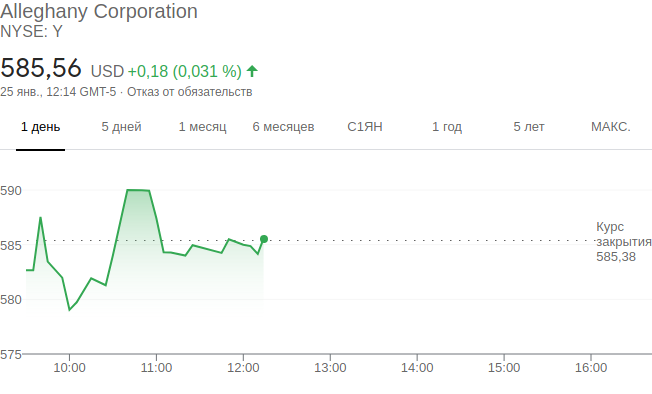 Alleghany Corporation
NYSE: Y
585,56 USD +0,18 (0,031 %)
25 янв., 12:14 GMT-5 · Отказ от обязательств
1 день 5 дней 1 месяц 6 месяцев С1ЯН 1 год 5 лет МАКС.
590
Курс
585 закрытия
585,38
580
575
10:00 11:00 12:00 13:00 14:00 15:00 16:00